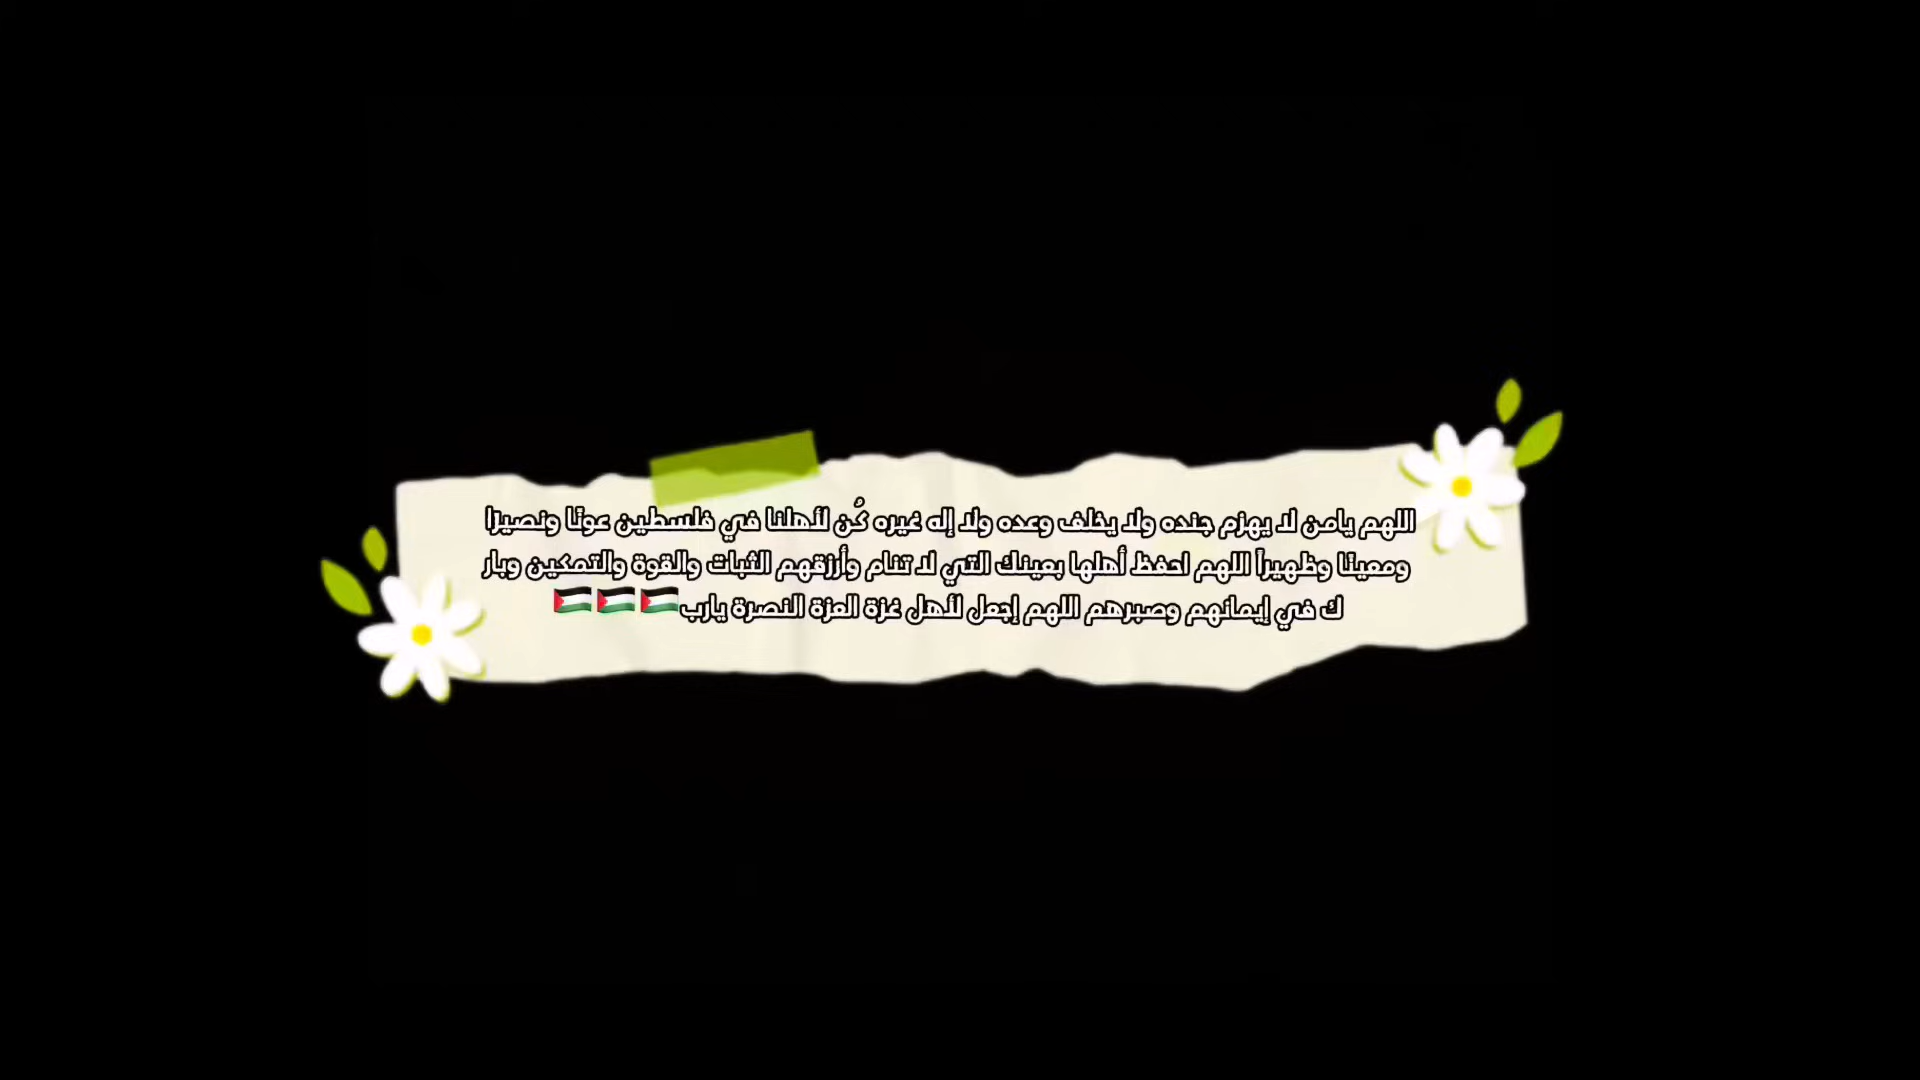 اللهم يامن لا يهزم جنده ولا يخلف وعده ولا إله غيره كُن لأهلنا في فلسطين عونًا ونصيرًا
ومعينًا وظهيرآ اللهم احفظ أهلها بعينك التي لا تنام وأرزقهم الثبات والقوة والتمكين وبار
ك في إيمانهم وصبرهم اللهم إجعل لأهل غزة العزة النصرة يارب🇵🇸🇵🇸🇵🇸